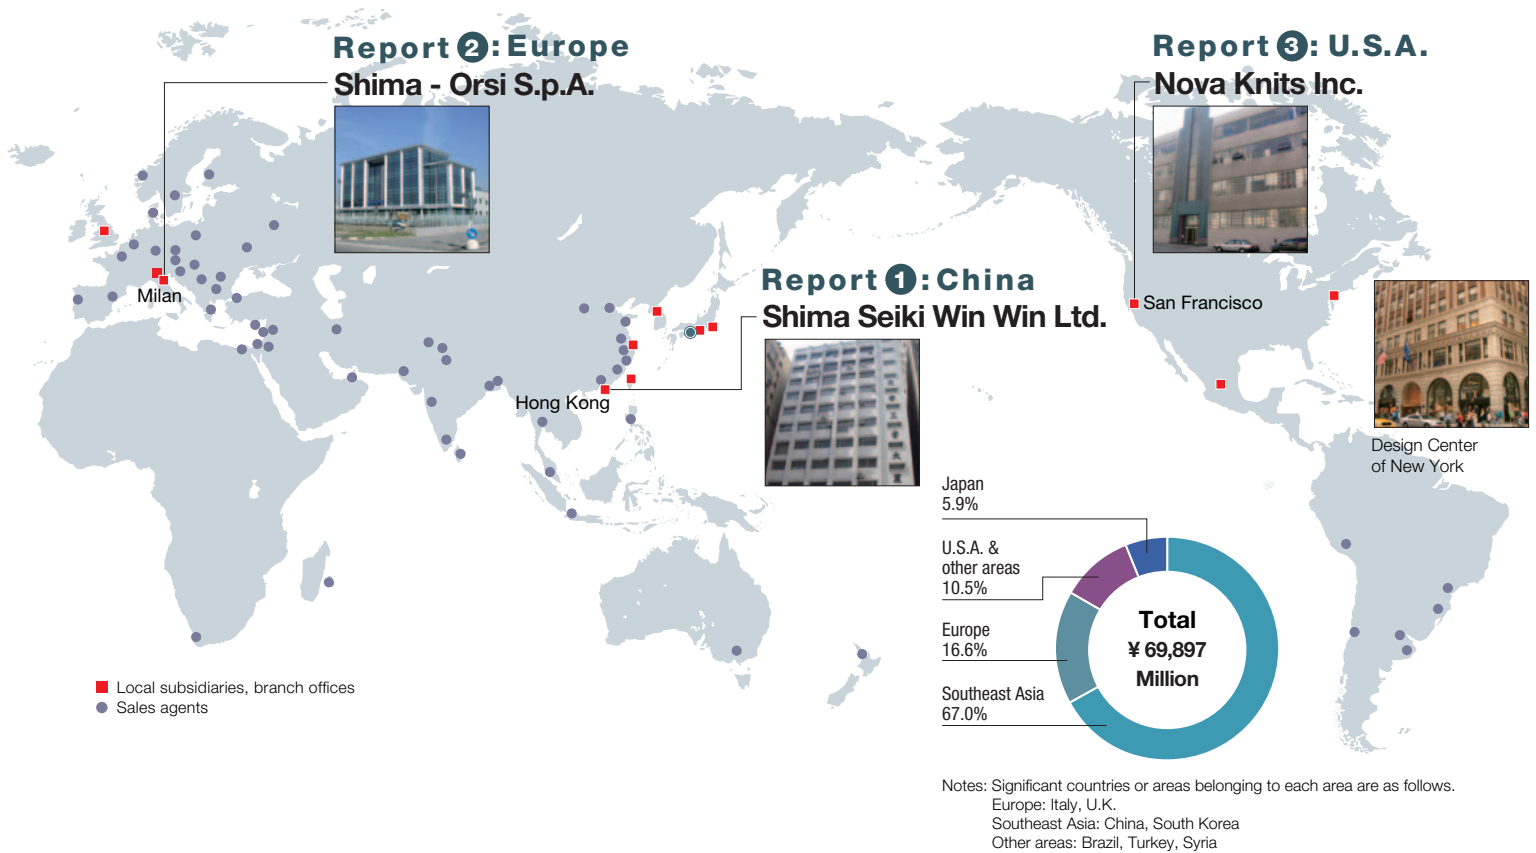 Report 2: Europe
Shima - Orsi S.p.A.
Report 3: U.S.A.
Nova Knits Inc.
Report 1: China
Shima Seiki Win Win Ltd.
Milan
San Francisco
Hong Kong
Design Center
of New York
Japan
5.9%
U.S.A. &
other areas
10.5%
Europe
16.6%
Southeast Asia
67.0%
Total
¥ 69,897
Million
Local subsidiaries, branch offices
Sales agents
Notes: Significant countries or areas belonging to each area are as follows.
Europe: Italy, U.K.
Southeast Asia: China, South Korea
Other areas: Brazil, Turkey, Syria